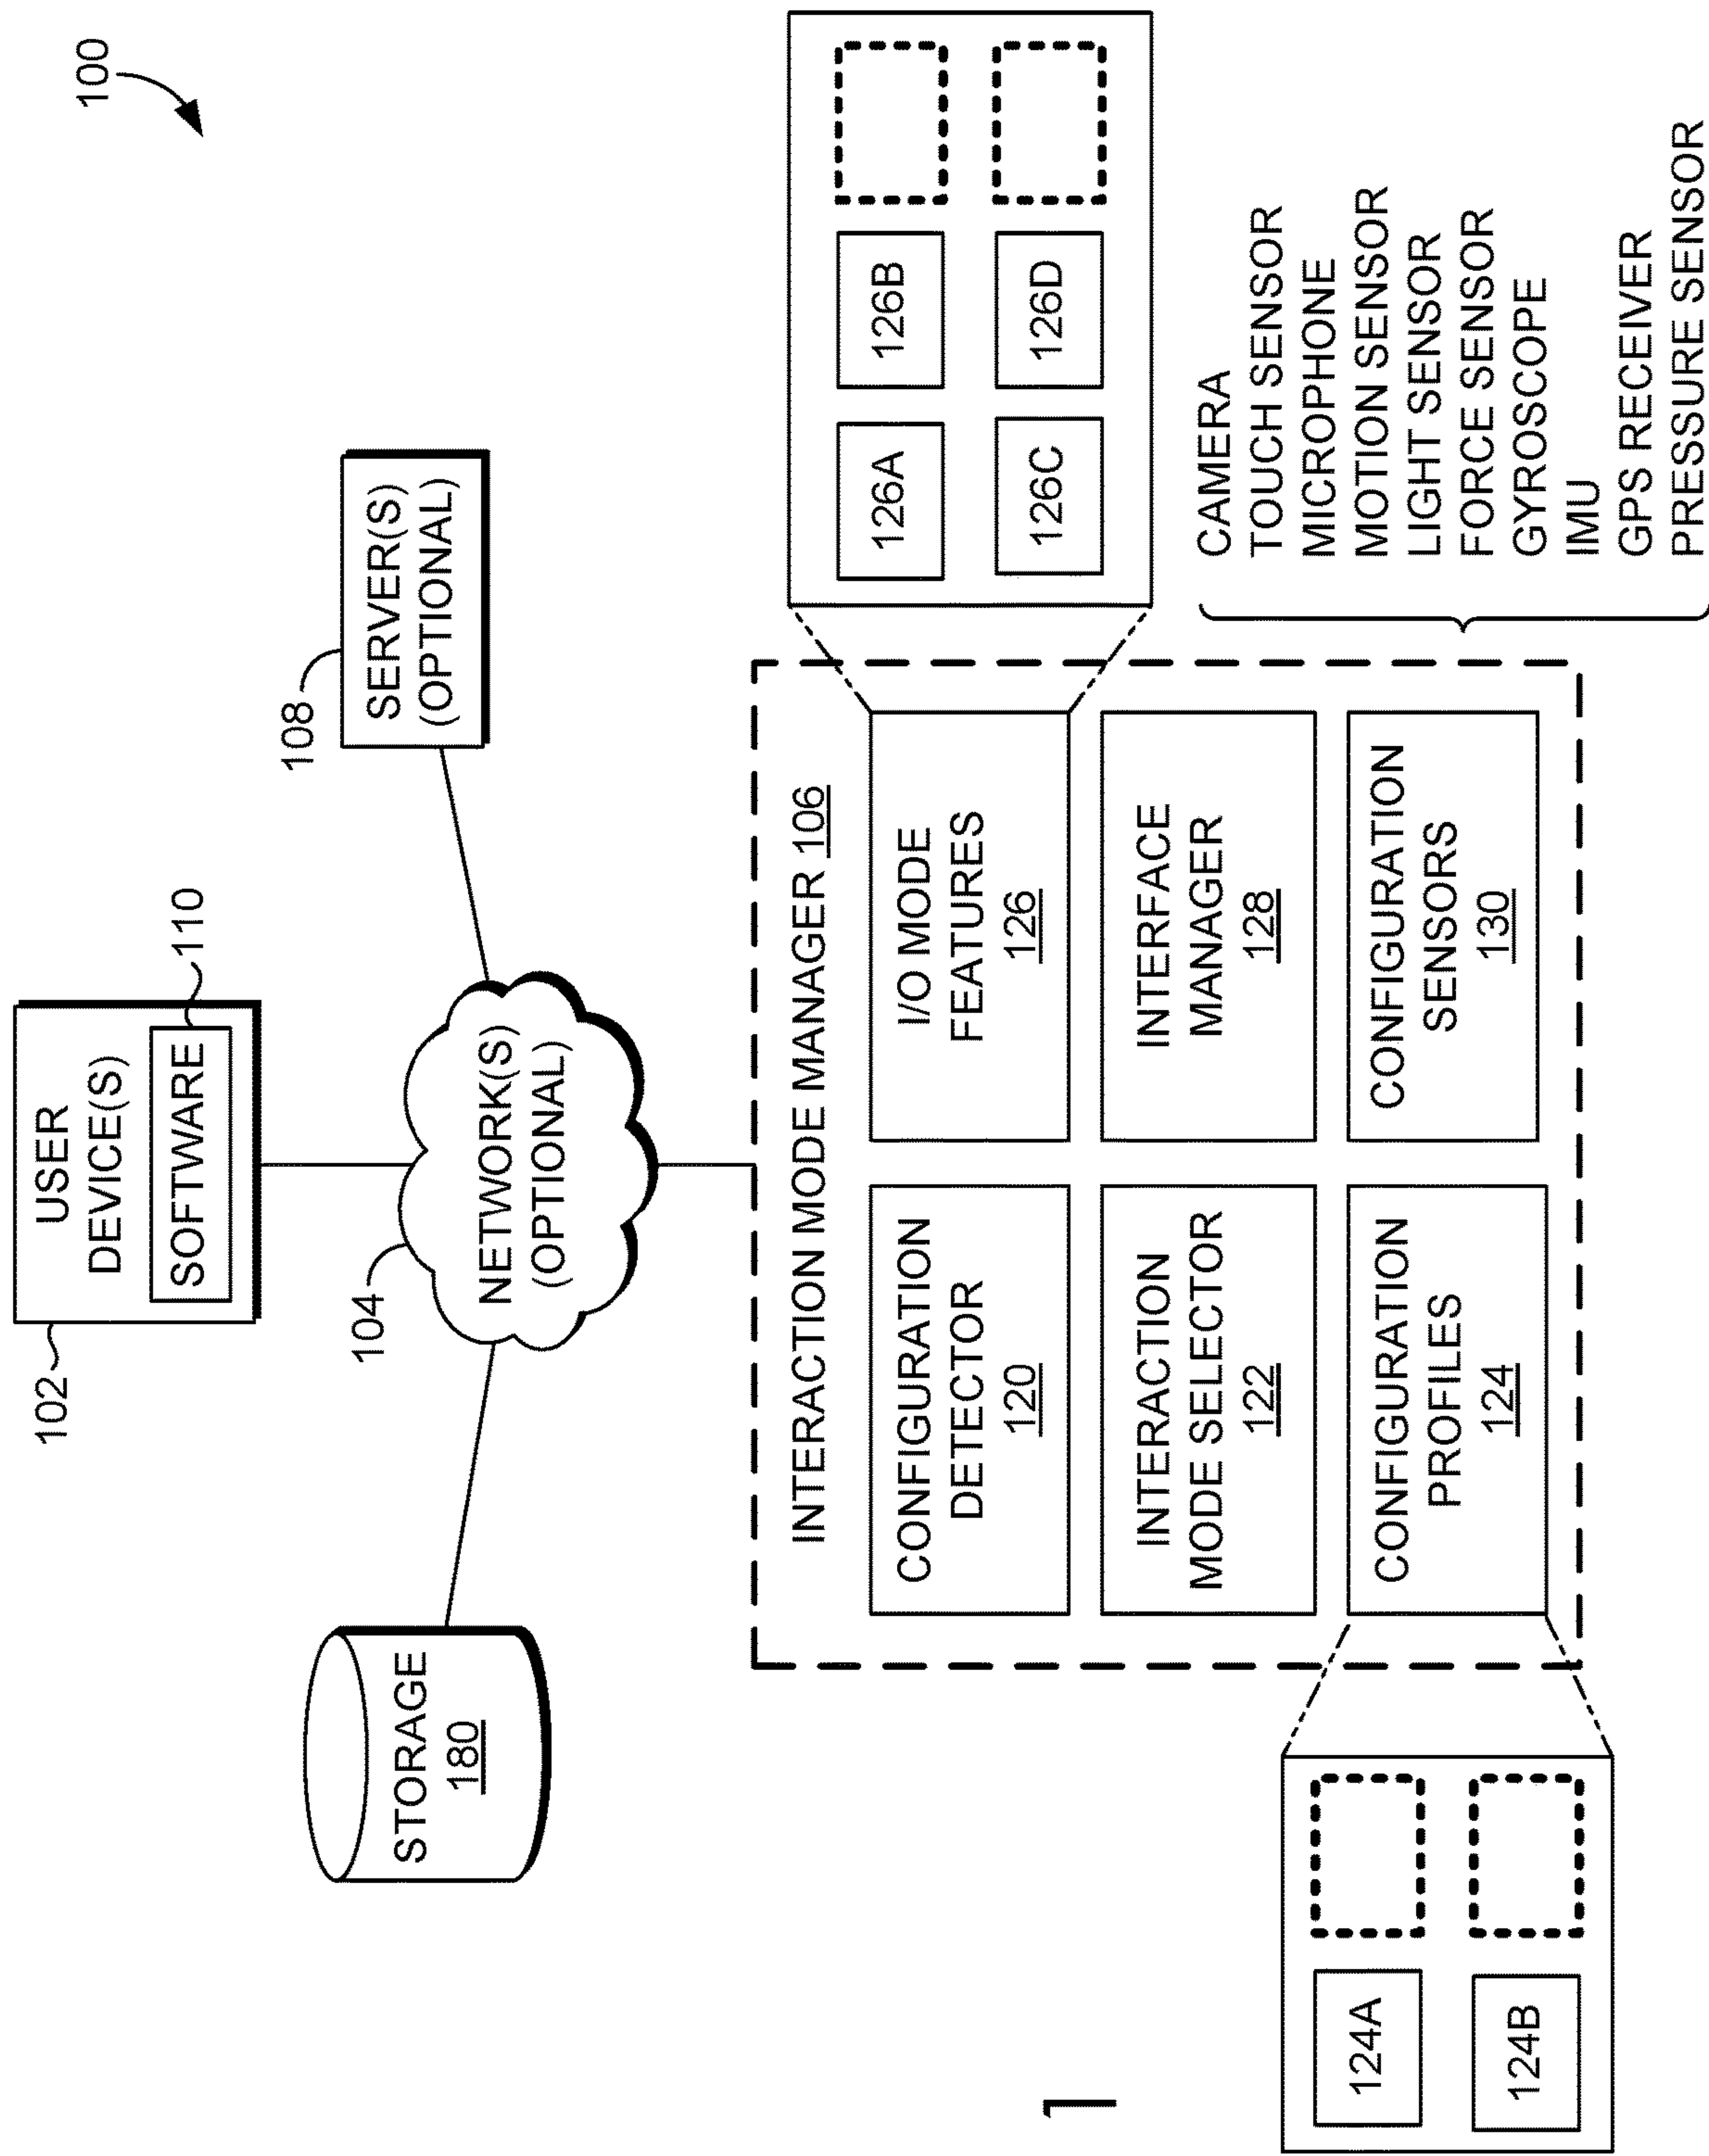 100
USER
DEVICE(S)
SOFTWARE
102
110
104
NETWORK(S)
(OPTIONAL)
108
SERVER(S)
(OPTIONAL)
STORAGE
180
INTERACTION MODE MANAGER 106
CONFIGURATION
DETECTOR
120
I/O MODE
FEATURES
126
INTERACTION
MODE SELECTOR
122
INTERFACE
MANAGER
128
CONFIGURATION
PROFILES
124
CONFIGURATION
SENSORS
130
126A
126B
126C
126D
CAMERA
TOUCH SENSOR
MICROPHONE
MOTION SENSOR
LIGHT SENSOR
FORCE SENSOR
GYROSCOPE
IMU
GPS RECEIVER
PRESSURE SENSOR
124A
124B
1